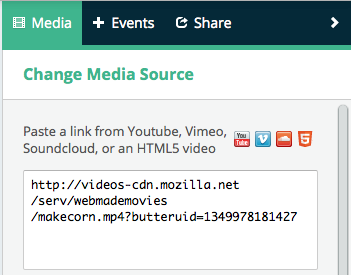 Media + Events Share
Change Media Source
Paste a link from Youtube, Vimeo,
Soundcloud, or an HTML5 video
You Tube
http://videos-cdn.mozilla.net
/serv/webmademovies
/makecorn.mp4?butteruid=1349978181427